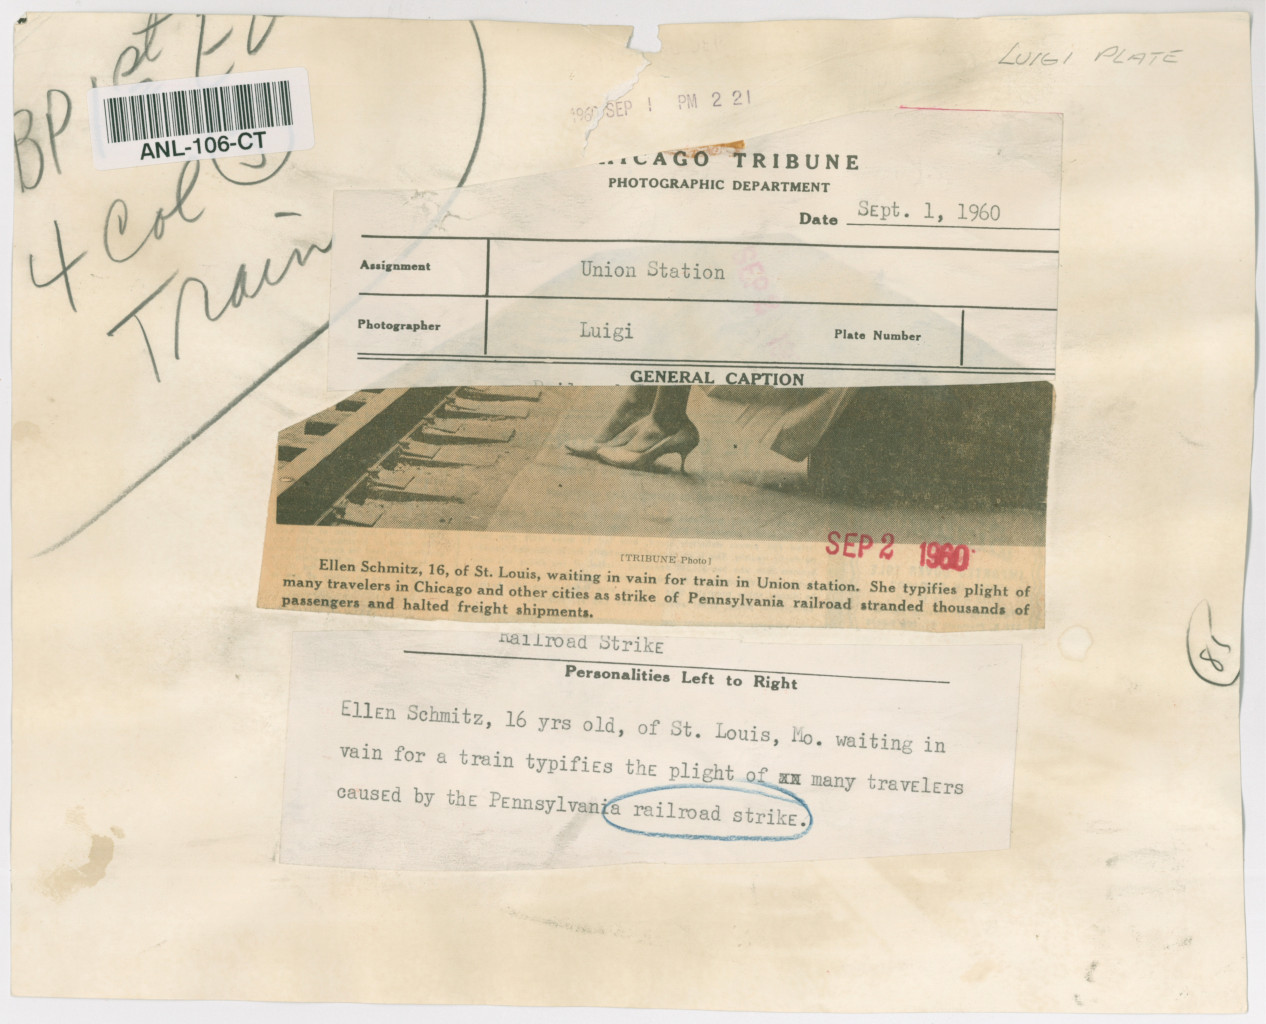 BP 1st
ANL-106-CT
4 Col 3
Train
LUIGI PLATE
1960 SEP 1 PM 2 21
CHICAGO TRIBUNE
PHOTOGRAPHIC DEPARTMENT
Date Sept. 1, 1960
Assignment Union Station
Photographer Luigi Plate Number
GENERAL CAPTION
SEP 2 1960
[TRIBUNE Photo]
Ellen Schmitz, 16, of St. Louis, waiting in vain for train in Union station. She typifies plight of
many travelers in Chicago and other cities as strike of Pennsylvania railroad stranded thousands of
passengers and halted freight shipments.
Railroad Strike
Personalities Left to Right
Ellen Schmitz, 16 yrs old, of St. Louis, Mo. waiting in
vain for a train typifies the plight of xx many travelers
caused by the Pennsylvania railroad strike.
85